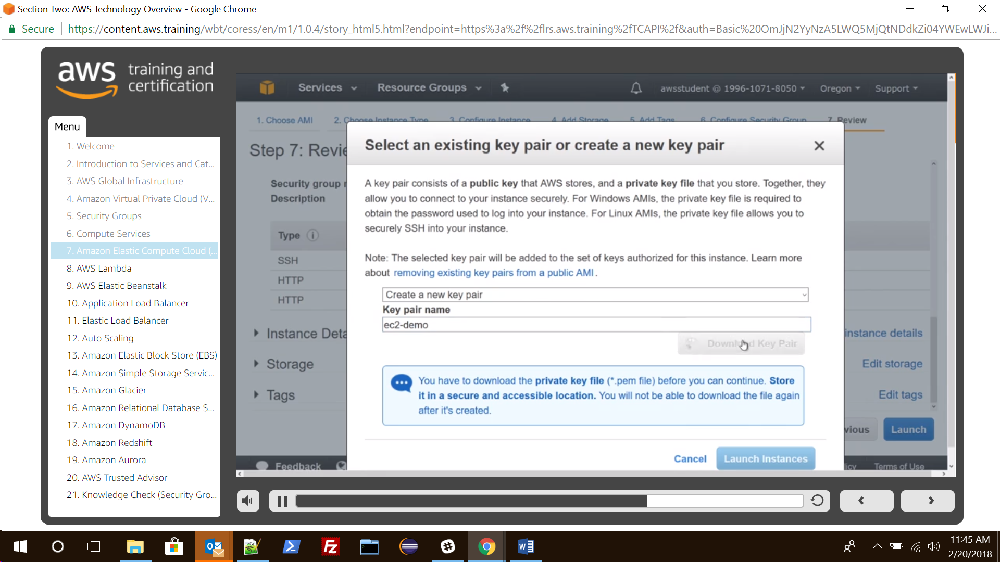 Section Two: AWS Technology Overview - Google Chrome
Secure
https://content.aws.training/wbt/coress/en/m1/1.0.4/story_html5.html?endpoint=https%3a%2f%2flrs.aws.training%2fTCAPI%2f&auth=Basic%20OmJjN2YyNzA5LWQ5MjQtNDdkZi04YWEwLWJi...
aws training and
certification
Menu
1. Welcome
2. Introduction to Services and Cat...
3. AWS Global Infrastructure
4. Amazon Virtual Private Cloud (V...
5. Security Groups
6. Compute Services
7. Amazon Elastic Compute Cloud (...
8. AWS Lambda
9. AWS Elastic Beanstalk
10. Application Load Balancer
11. Elastic Load Balancer
12. Auto Scaling
13. Amazon Elastic Block Store (EBS)
14. Amazon Simple Storage Servic...
15. Amazon Glacier
16. Amazon Relational Database S...
17. Amazon DynamoDB
18. Amazon Redshift
19. Amazon Aurora
20. AWS Trusted Advisor
21. Knowledge Check (Security Gro...
Services Resource Groups awsstudent @ 1996-1071-8050 Oregon Support
1. Choose AMI 2. Choose Instance Type 3. Configure Instance 4. Add Storage 5. Add Tags 6. Configure Security Group 7. Review
Step 7: Revie
Security group
Description
Type
SSH
HTTP
HTTP
Instance Deta
Storage
Tags
Select an existing key pair or create a new key pair
A key pair consists of a public key that AWS stores, and a private key file that you store. Together, they
allow you to connect to your instance securely. For Windows AMIs, the private key file is required to
obtain the password used to log into your instance. For Linux AMIs, the private key file allows you to
securely SSH into your instance.
Note: The selected key pair will be added to the set of keys authorized for this instance. Learn more
about removing existing key pairs from a public AMI.
Create a new key pair
Key pair name
ec2-demo
Download Key Pair
You have to download the private key file (*.pem file) before you can continue. Store
it in a secure and accessible location. You will not be able to download the file again
after it's created.
Cancel Launch Instances
instance details
Edit storage
Edit tags
vious Launch
Feedback
icy Terms of Use
11:45 AM
2/20/2018